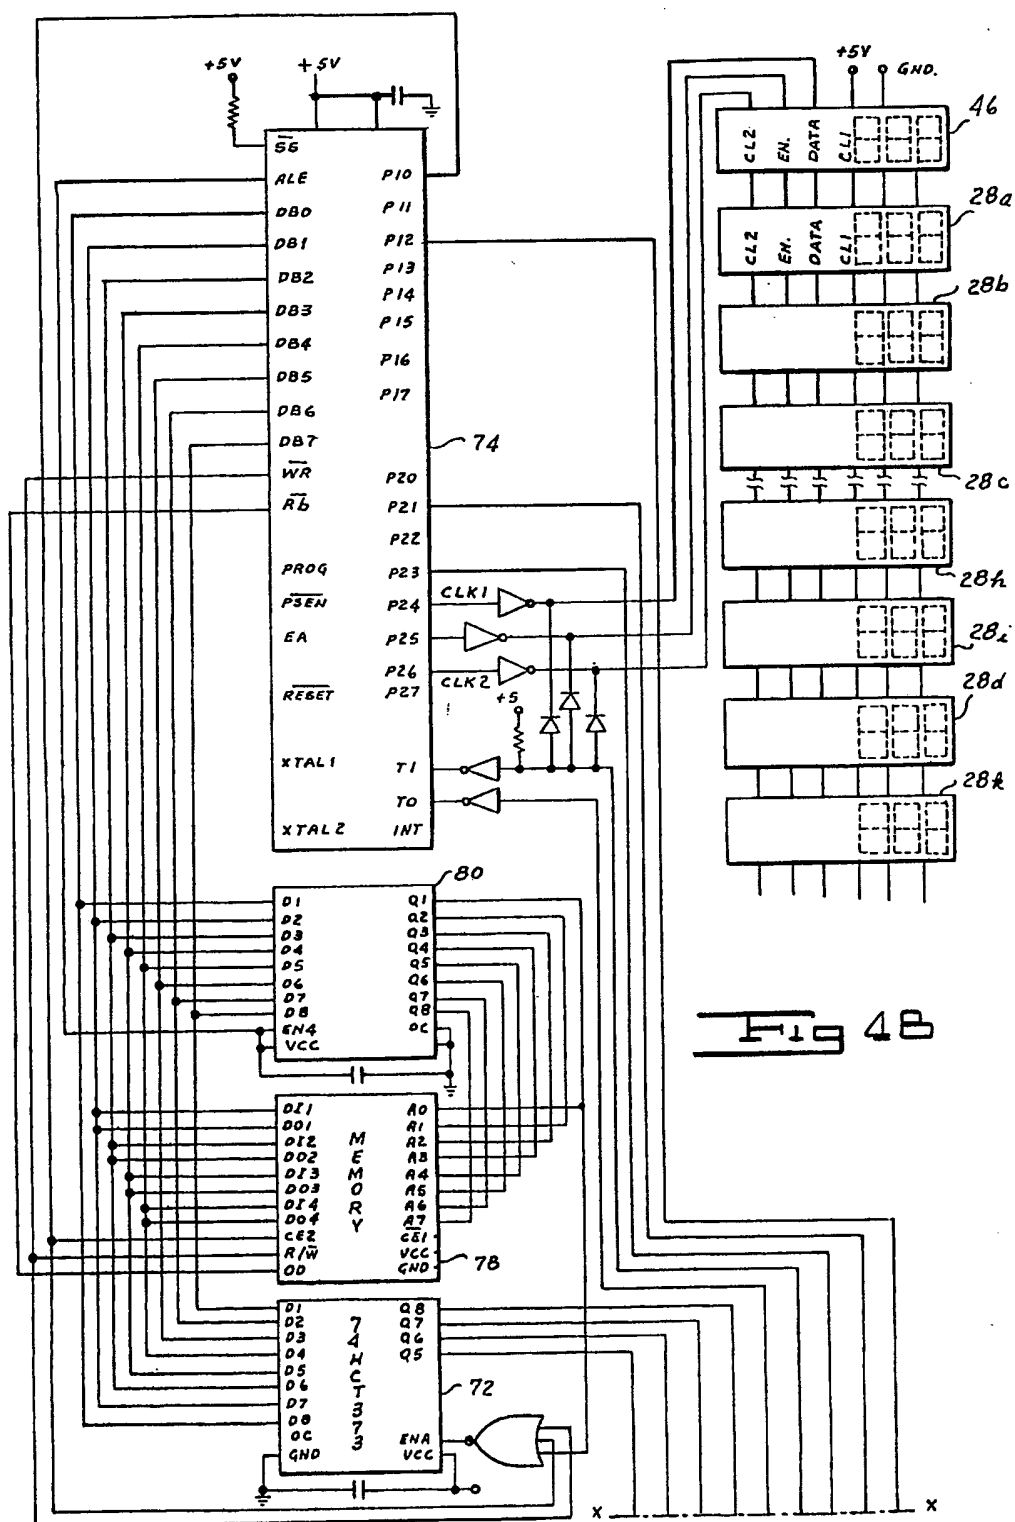 +5V
+5V
SS
ALE
DB0
DB1
DB2
DB3
DB4
DB5
DB6
DB7
WR
Rb
PROG
PSEN
EA
RESET
XTAL1
XTAL2
P10
P11
P12
P13
P14
P15
P16
P17
74
P20
P21
P22
P23
P24
P25
P26
P27
T1
T0
INT
CLK1
CLK2
+5
+5V
GND.
46
CL2
EN.
DATA
CL1
28a
CL2
EN.
DATA
CL1
28b
28c
28h
28i
28d
28k
80
D1
D2
D3
D4
D5
D6
D7
D8
EN4
VCC
Q1
Q2
Q3
Q4
Q5
Q6
Q7
Q8
OC
Fig 4B
DI1
DO1
DI2
DO2
DI3
DO3
DI4
DO4
CE2
R/W
OD
MEMORY
A0
A1
A2
A3
A4
A5
A6
A7
CE1
VCC
GND
78
D1
D2
D3
D4
D5
D6
D7
D8
OC
GND
74HCT373
Q8
Q7
Q6
Q5
72
ENA
VCC
X
X